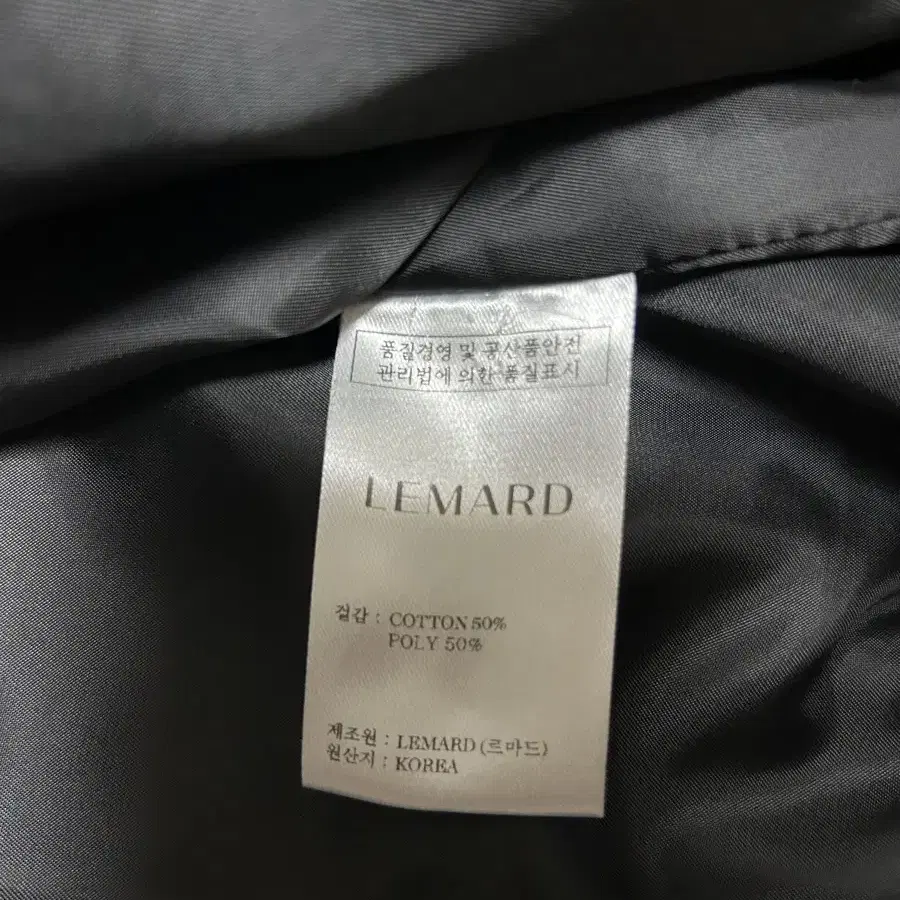 품질경영 및 공산품안전
관리법에 의한 품질표시
LEMARD
겉감 : COTTON 50%
POLY 50%
제조원 : LEMARD (르마드)
원산지 : KOREA